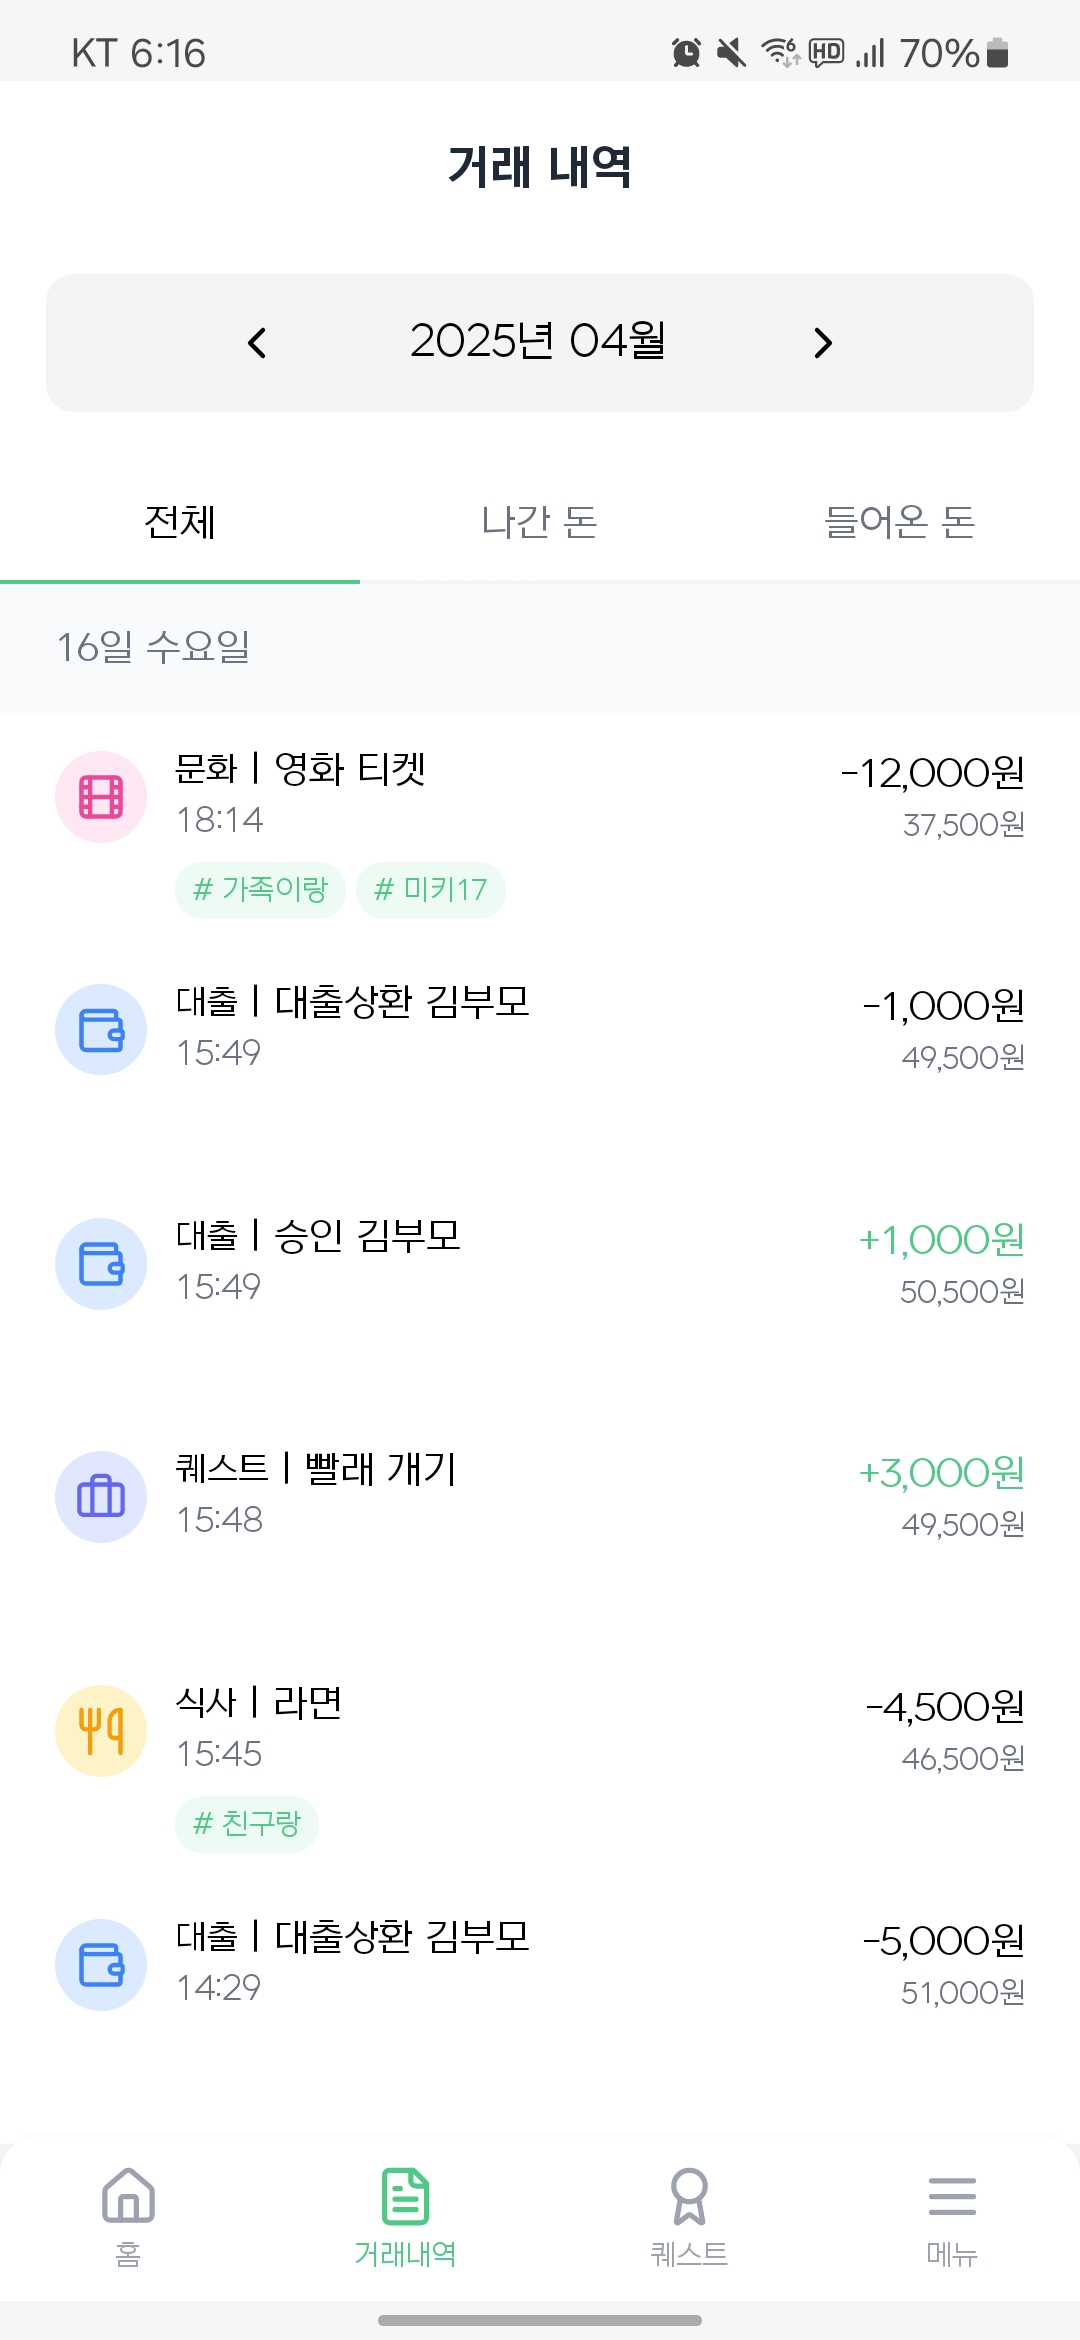 KT 6:16
HD 70%
거래 내역
2025년 04월
전체 나간 돈 들어온 돈
16일 수요일
문화 | 영화 티켓 -12,000원
18:14 37,500원
# 가족이랑 # 미키17
대출 | 대출상환 김부모 -1,000원
15:49 49,500원
대출 | 승인 김부모 +1,000원
15:49 50,500원
퀘스트 | 빨래 개기 +3,000원
15:48 49,500원
식사 | 라면 -4,500원
15:45 46,500원
# 친구랑
대출 | 대출상환 김부모 -5,000원
14:29 51,000원
홈 거래내역 퀘스트 메뉴